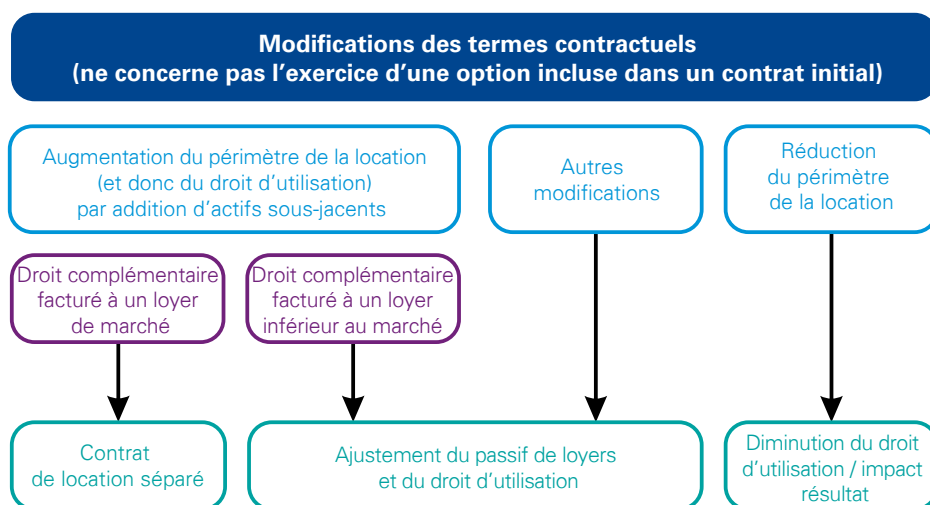 Modifications des termes contractuels
(ne concerne pas l’exercice d’une option incluse dans un contrat initial)
Augmentation du périmètre de la location
(et donc du droit d’utilisation)
par addition d’actifs sous-jacents
Autres
modifications
Réduction
du périmètre
de la location
Droit complémentaire
facturé à un loyer
de marché
Droit complémentaire
facturé à un loyer
inférieur au marché
Contrat
de location séparé
Ajustement du passif de loyers
et du droit d’utilisation
Diminution du droit
d’utilisation / impact
résultat